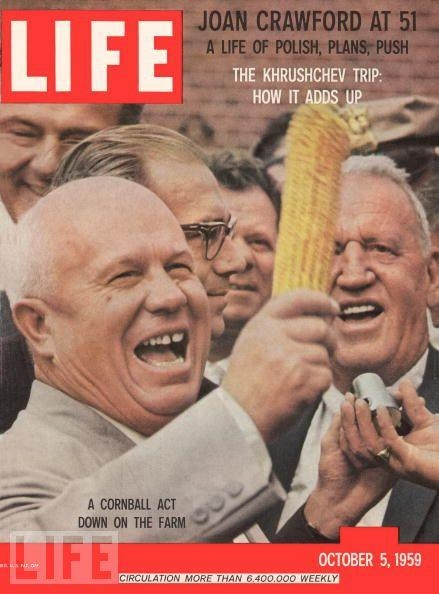 LIFE
JOAN CRAWFORD AT 51
A LIFE OF POLISH, PLANS, PUSH
THE KHRUSHCHEV TRIP:
HOW IT ADDS UP
A CORNBALL ACT
DOWN ON THE FARM
LIFE
OCTOBER 5, 1959
CIRCULATION MORE THAN 6,400,000 WEEKLY